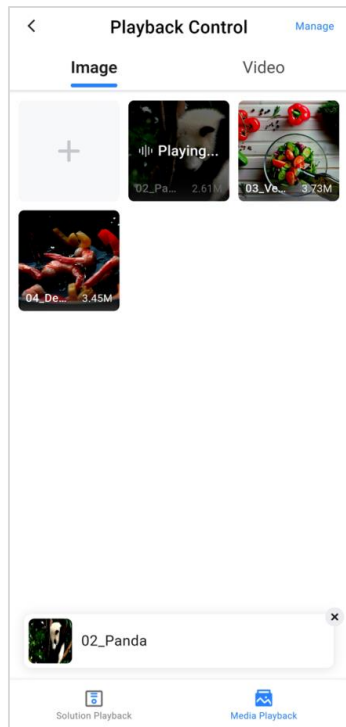 Playback Control
Manage
Image
Video
Playing...
02_Pa... 2.61M
03_Ve... 3.73M
04_De... 3.45M
02_Panda
Solution Playback
Media Playback